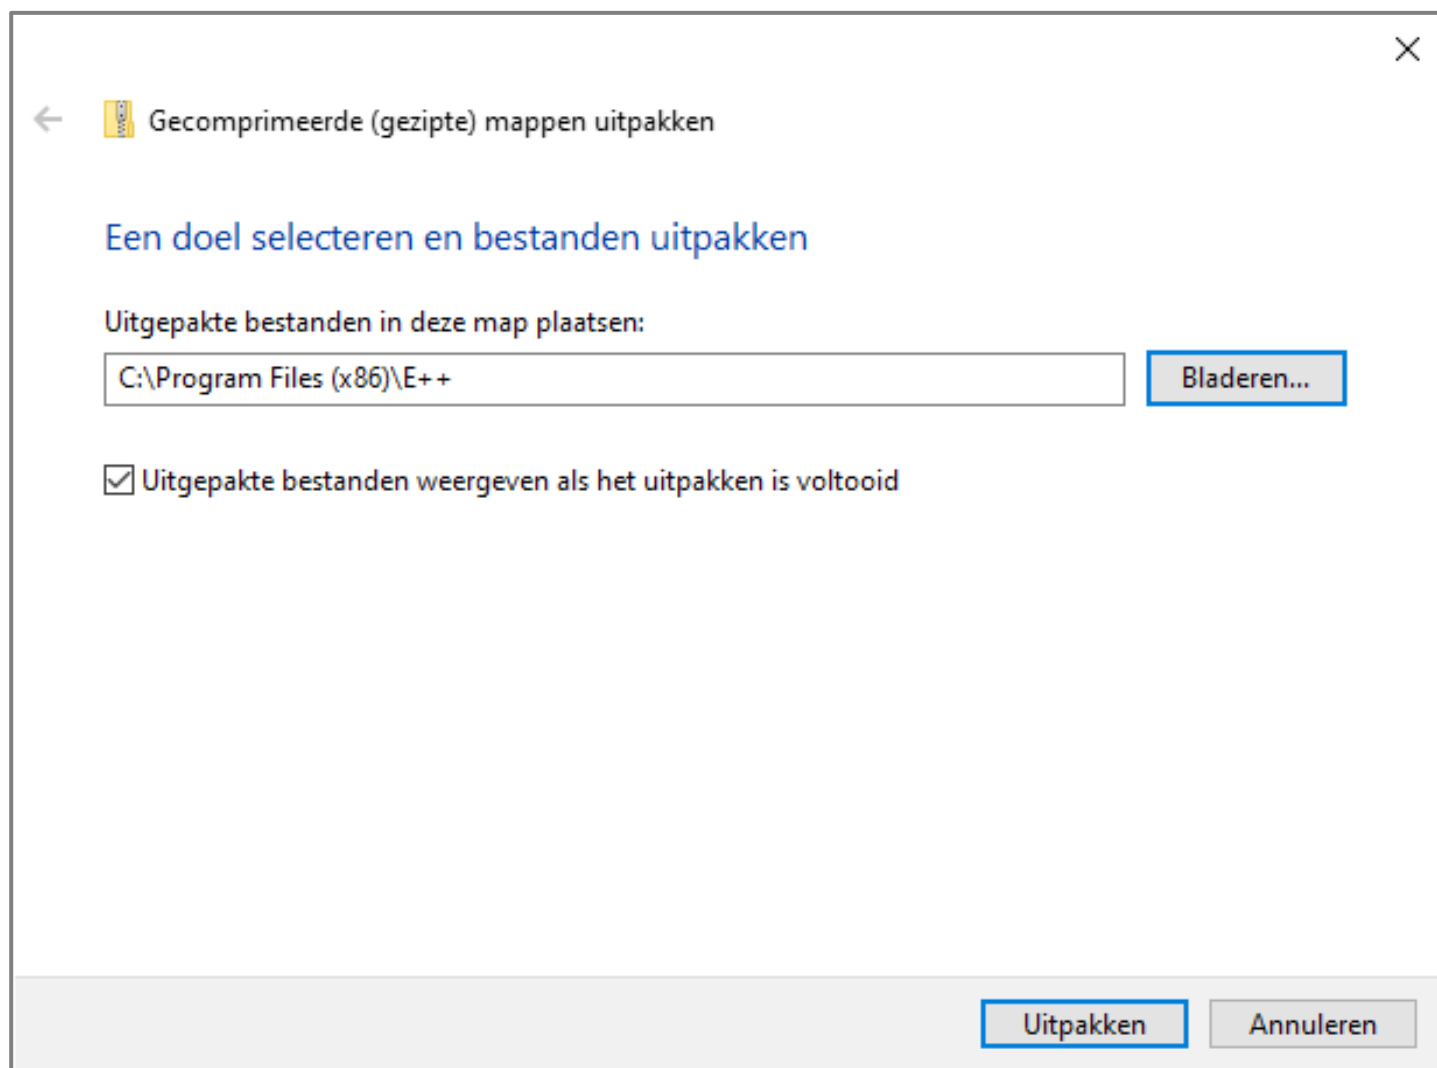 Gecomprimeerde (gezipte) mappen uitpakken
Een doel selecteren en bestanden uitpakken
Uitgepakte bestanden in deze map plaatsen:
C:\Program Files (x86)\E++
Bladeren...
Uitgepakte bestanden weergeven als het uitpakken is voltooid
Uitpakken
Annuleren